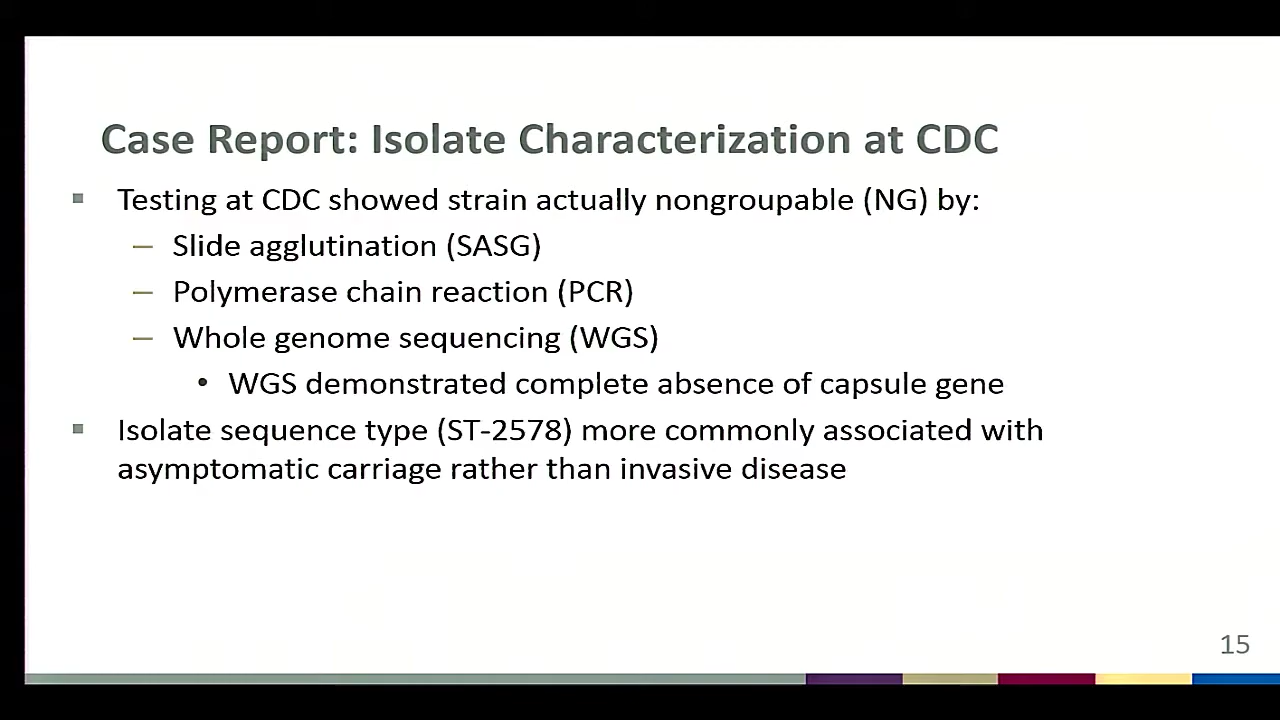 Case Report: Isolate Characterization at CDC
▪ Testing at CDC showed strain actually nongroupable (NG) by:
– Slide agglutination (SASG)
– Polymerase chain reaction (PCR)
– Whole genome sequencing (WGS)
• WGS demonstrated complete absence of capsule gene
▪ Isolate sequence type (ST-2578) more commonly associated with
asymptomatic carriage rather than invasive disease
15